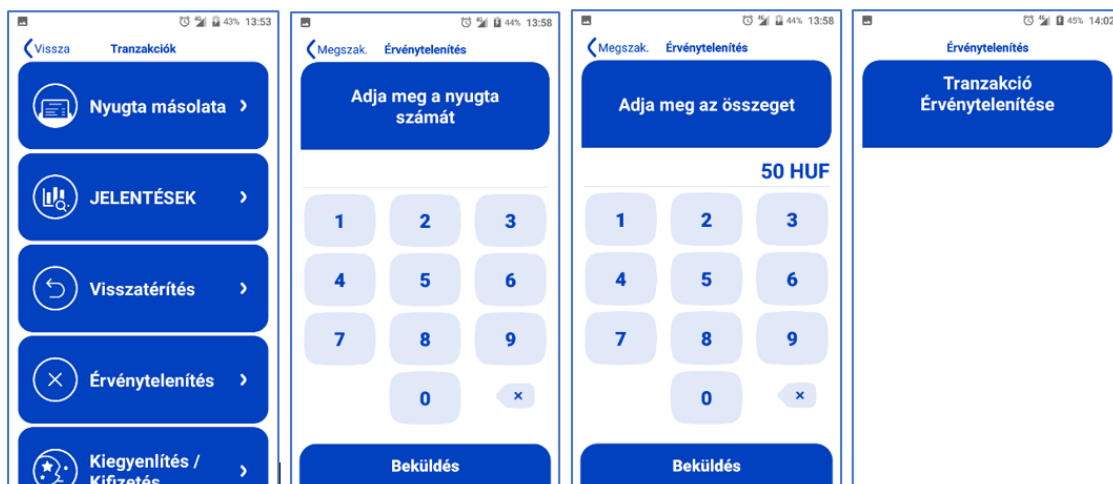 43% 13:53
Vissza Tranzakciók
Nyugta másolata
JELENTÉSEK
Visszatérítés
Érvénytelenítés
Kiegyenlítés /
Kifizetés
44% 13:58
Megszak. Érvénytelenítés
Adja meg a nyugta
számát
1 2 3
4 5 6
7 8 9
0
Beküldés
44% 13:58
Megszak. Érvénytelenítés
Adja meg az összeget
50 HUF
1 2 3
4 5 6
7 8 9
0
Beküldés
45% 14:02
Érvénytelenítés
Tranzakció
Érvénytelenítése